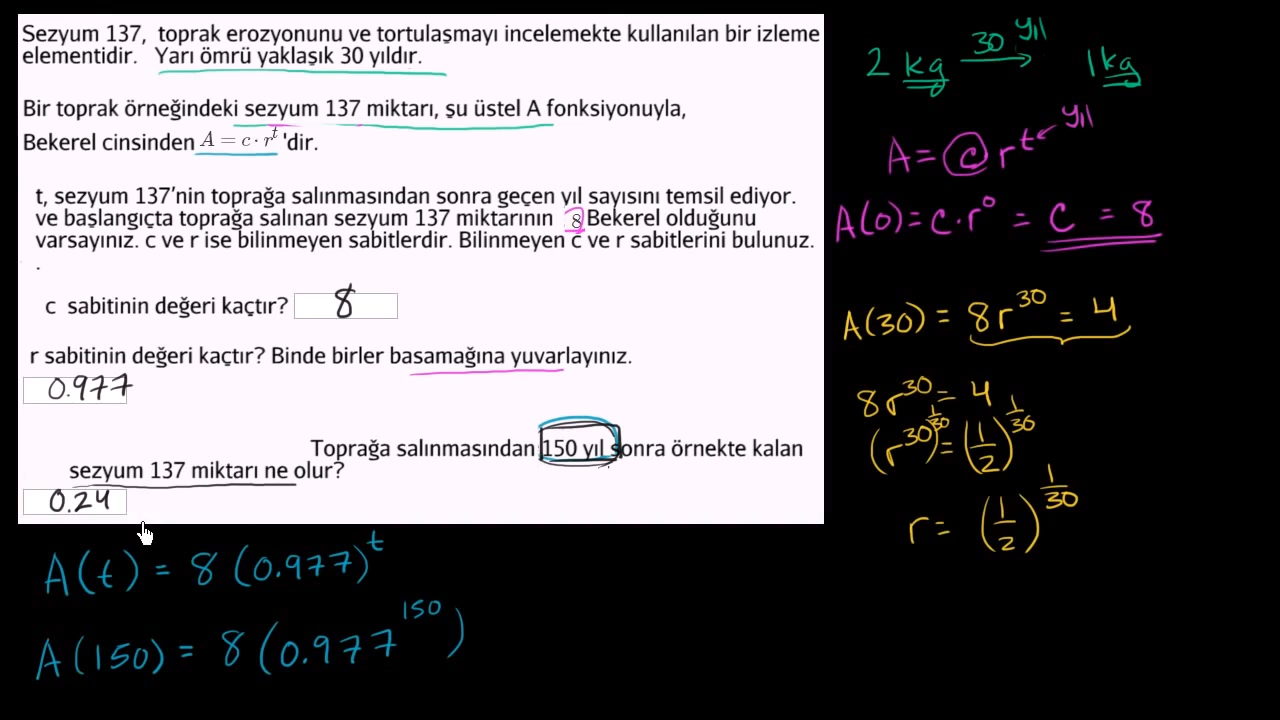 Sezyum 137, toprak erozyonunu ve tortulaşmayı incelemekte kullanılan bir izleme
elementidir. Yarı ömrü yaklaşık 30 yıldır.
Bir toprak örneğindeki sezyum 137 miktarı, şu üstel A fonksiyonuyla,
Bekerel cinsinden A = c · r^t 'dir.
t, sezyum 137'nin toprağa salınmasından sonra geçen yıl sayısını temsil ediyor.
ve başlangıçta toprağa salınan sezyum 137 miktarının 8 Bekerel olduğunu
varsayınız. c ve r ise bilinmeyen sabitlerdir. Bilinmeyen c ve r sabitlerini bulunuz.
.
c sabitinin değeri kaçtır? 8
r sabitinin değeri kaçtır? Binde birler basamağına yuvarlayınız.
0.977
Toprağa salınmasından 150 yıl sonra örnekte kalan
sezyum 137 miktarı ne olur?
0.24
A(t) = 8(0.977)^t
A(150) = 8(0.977^150)
2 kg 30 yıl 1kg
A = c r^t yıl
A(0) = c·r^0 = c = 8
A(30) = 8r^30 = 4
8r^30 = 4
(r^30)^1/30 = (1/2)^1/30
r = (1/2)^1/30